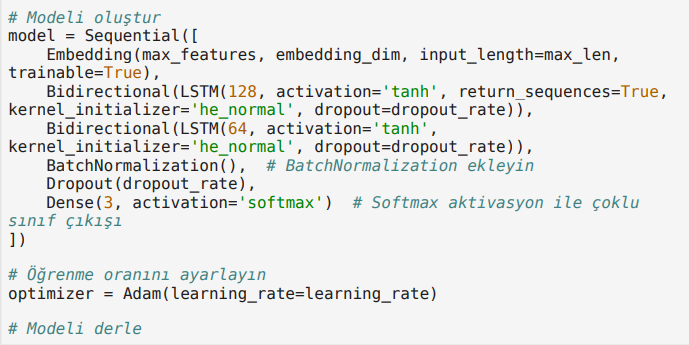 # Modeli oluştur
model = Sequential([
    Embedding(max_features, embedding_dim, input_length=max_len,
trainable=True),
    Bidirectional(LSTM(128, activation='tanh', return_sequences=True,
kernel_initializer='he_normal', dropout=dropout_rate)),
    Bidirectional(LSTM(64, activation='tanh',
kernel_initializer='he_normal', dropout=dropout_rate)),
    BatchNormalization(),  # BatchNormalization ekleyin
    Dropout(dropout_rate),
    Dense(3, activation='softmax')  # Softmax aktivasyon ile çoklu
sınıf çıkışı
])
# Öğrenme oranını ayarlayın
optimizer = Adam(learning_rate=learning_rate)
# Modeli derle